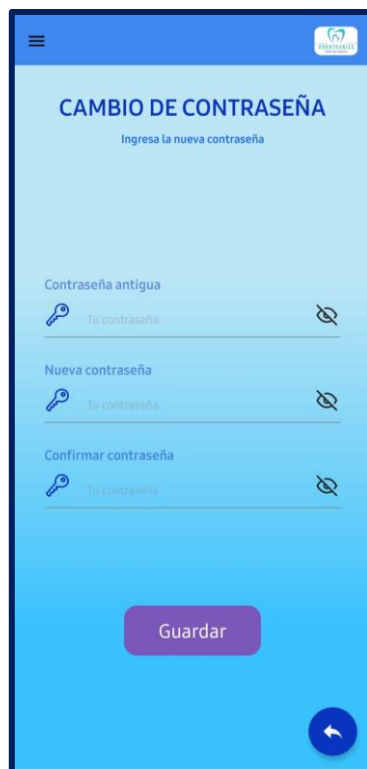 CAMBIO DE CONTRASEÑA
Ingresa la nueva contraseña
Contraseña antigua
Tu contraseña
Nueva contraseña
Tu contraseña
Confirmar contraseña
Tu contraseña
Guardar